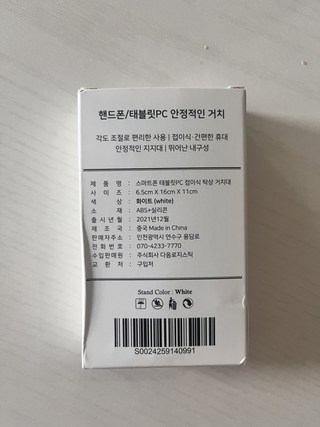 핸드폰/태블릿PC 안정적인 거치
각도 조절로 편리한 사용 | 접이식·간편한 휴대
안정적인 지지대 | 뛰어난 내구성
제 품 명 : 스마트폰 태블릿PC 접이식 탁상 거치대
사 이 즈 : 6.5cm X 16cm X 11cm
색 상 : 화이트 (white)
소 재 : ABS+실리콘
출 시 년 월 : 2021년12월
제 조 국 : 중국 Made in China
판매자주소 : 인천광역시 연수구 용담로
전 화 번 호 : 070-4233-7770
수입판매원 : 주식회사 다음로지스틱
교 환 처 : 구입처
Stand Color : White
S0024259140991